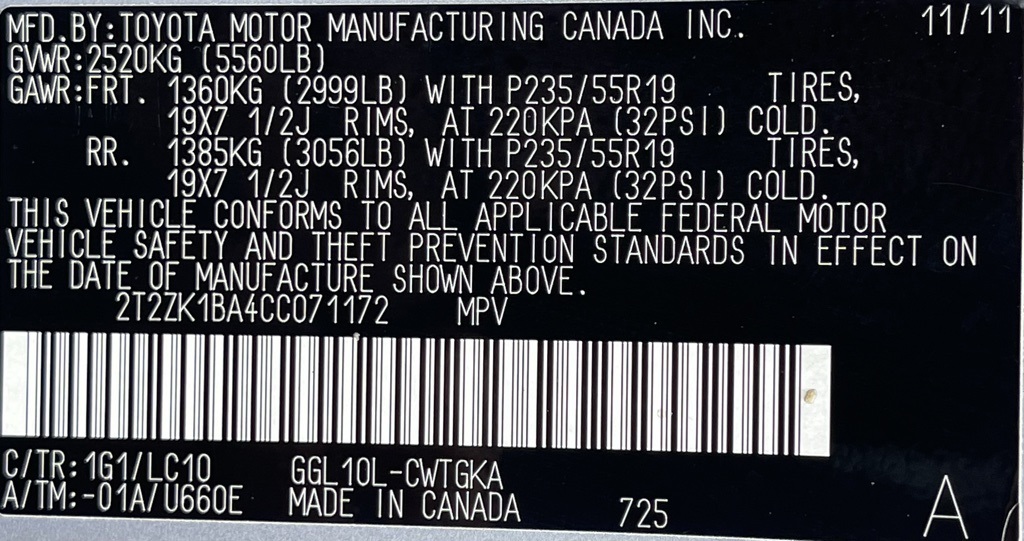 MFD.BY:TOYOTA MOTOR MANUFACTURING CANADA INC. 11/11
GVWR:2520KG (5560LB)
GAWR:FRT. 1360KG (2999LB) WITH P235/55R19 TIRES,
19X7 1/2J RIMS, AT 220KPA (32PSI) COLD.
RR. 1385KG (3056LB) WITH P235/55R19 TIRES,
19X7 1/2J RIMS, AT 220KPA (32PSI) COLD.
THIS VEHICLE CONFORMS TO ALL APPLICABLE FEDERAL MOTOR
VEHICLE SAFETY AND THEFT PREVENTION STANDARDS IN EFFECT ON
THE DATE OF MANUFACTURE SHOWN ABOVE.
2T2ZK1BA4CC071172 MPV
C/TR:1G1/LC10 GGL10L-CWTGKA
A/TM:-01A/U660E MADE IN CANADA 725 A